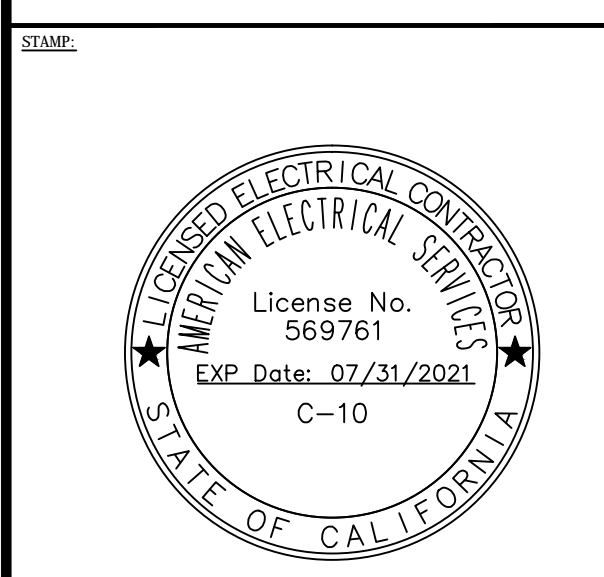 STAMP:
LICENSED ELECTRICAL CONTRACTOR
AMERICAN ELECTRICAL SERVICES
License No.
569761
EXP Date: 07/31/2021
C-10
STATE OF CALIFORNIA